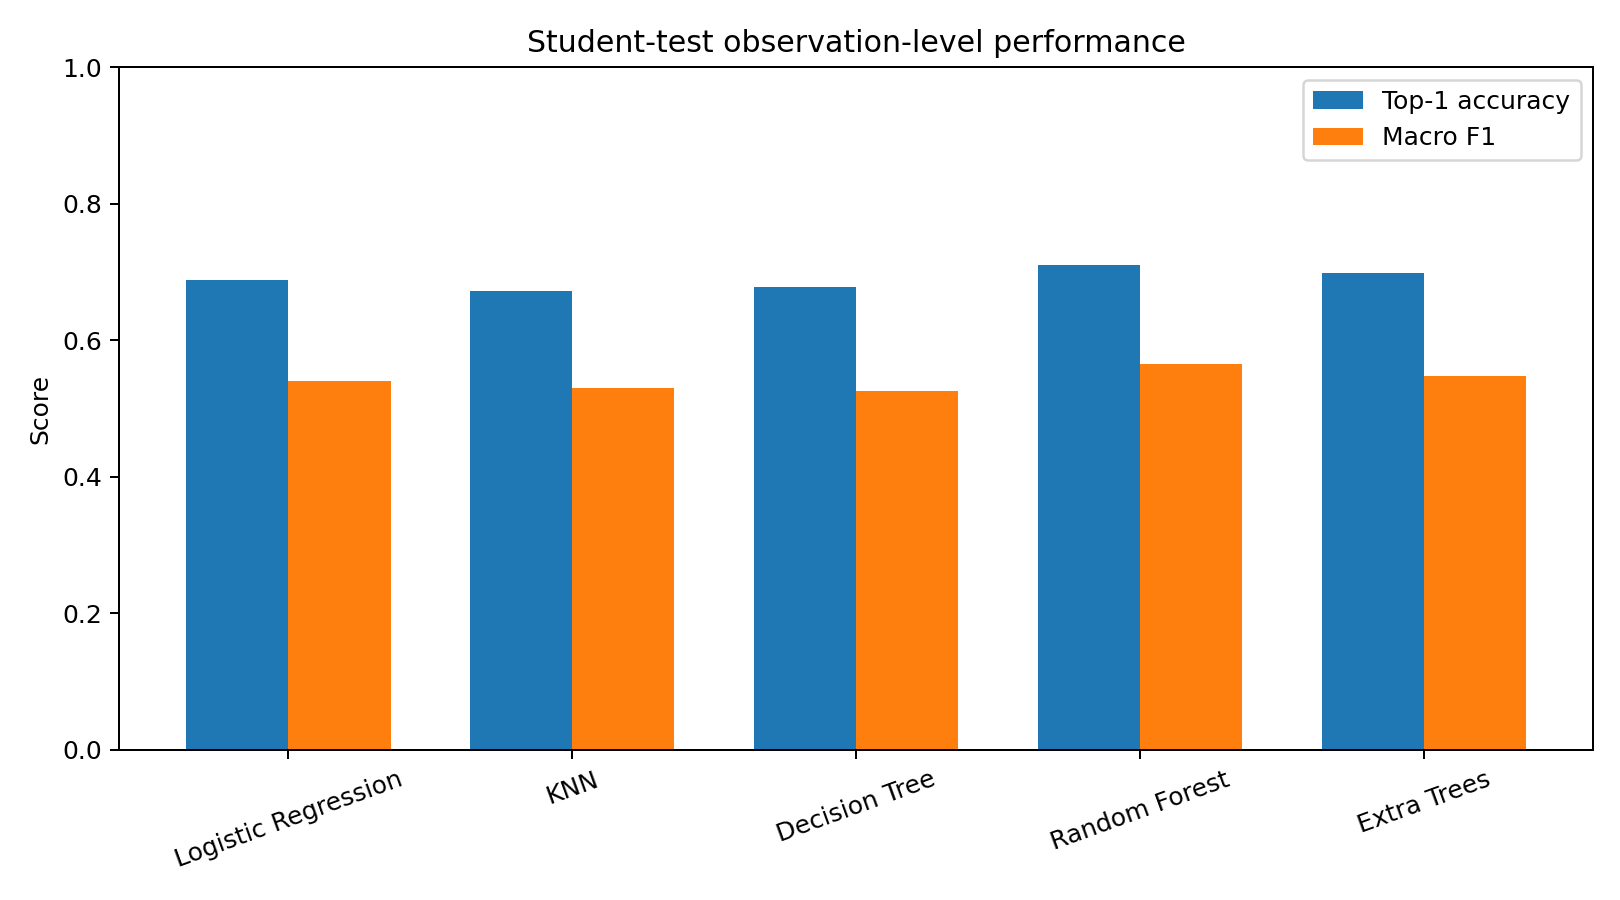 Student-test observation-level performance
Top-1 accuracy
Macro F1
Score
1.0
0.8
0.6
0.4
0.2
0.0
Logistic Regression
KNN
Decision Tree
Random Forest
Extra Trees